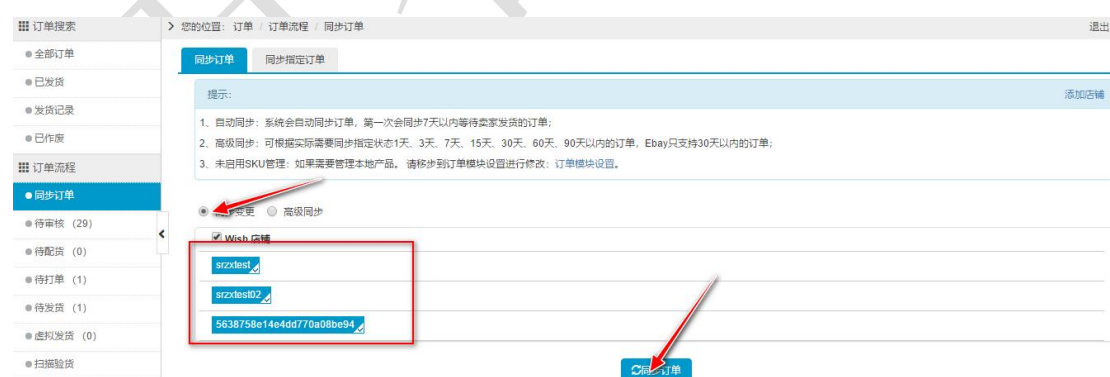 订单搜索
> 您的位置: 订单 / 订单流程 / 同步订单
退出
全部订单
已发货
发货记录
已作废
订单流程
同步订单
待审核 (29)
待配货 (0)
待打单 (1)
待发货 (1)
虚拟发货 (0)
扫描验货
同步订单
同步指定订单
提示:
添加店铺
1、自动同步: 系统会自动同步订单, 第一次会同步7天以内等待卖家发货的订单;
2、高级同步: 可根据实际需要同步指定状态1天、3天、7天、15天、30天、60天、90天以内的订单, Ebay只支持30天以内的订单;
3、未启用SKU管理: 如果需要管理本地产品。 请移步到订单模块设置进行修改: 订单模块设置。
变更
高级同步
Wish 店铺
srzxtest
srzxtest02
5638758e14e4dd770a08be94
同步订单